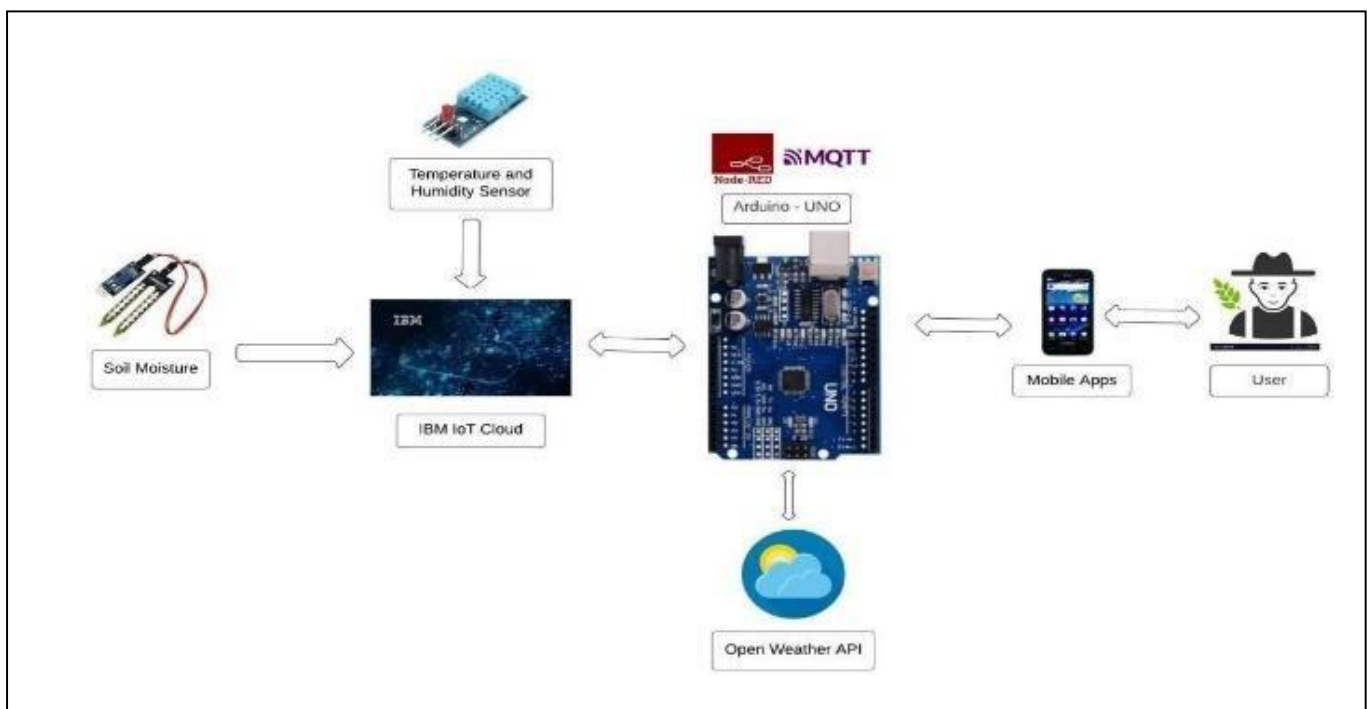 Temperature and
Humidity Sensor
Node-RED
MQTT
Arduino - UNO
Soil Moisture
IBM
IBM IoT Cloud
UNO
Mobile Apps
User
Open Weather API